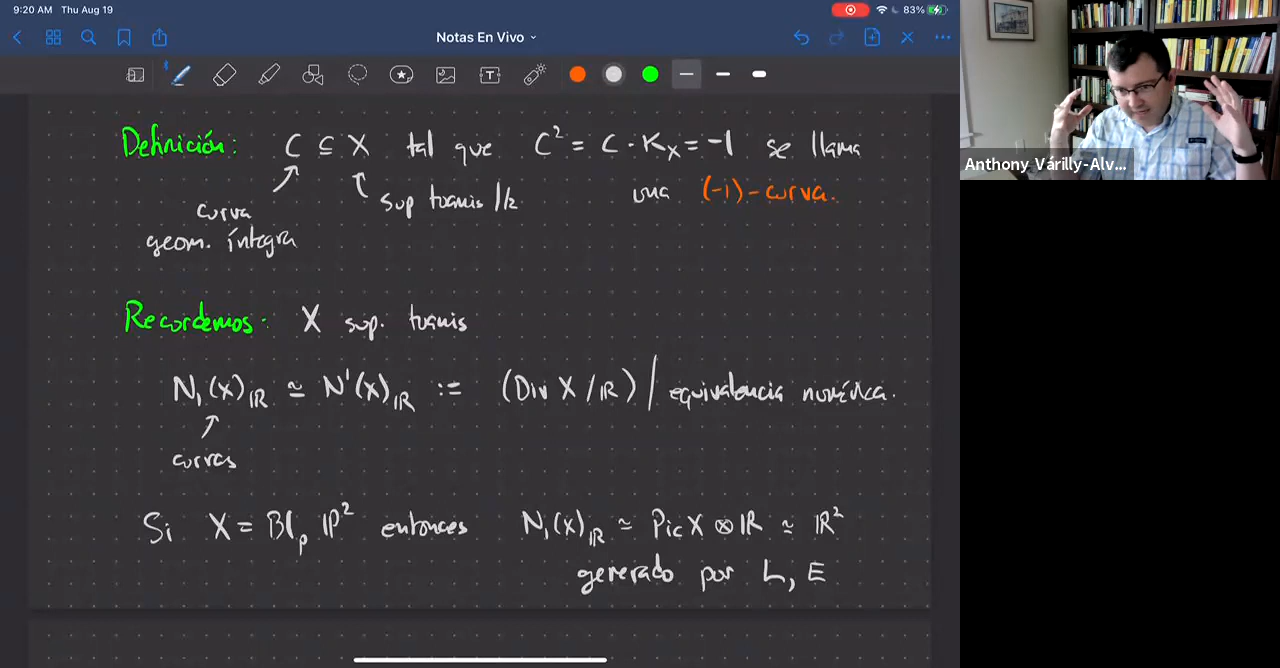 9:20 AM Thu Aug 19
83%
Notas En Vivo
Anthony Várilly-Alv...
Definición: C ⊆ X tal que C² = C · K_X = -1 se llama
una (-1)-curva.
sup tuanis /k
curva
geom. íntegra
Recordemos: X sup. tuanis
N₁(X)_ℝ ≃ N¹(X)_ℝ := (Div X / ℝ) / equivalencia numérica.
curvas
Si X = Bl_p ℙ² entonces N₁(X)_ℝ ≃ Pic X ⊗ ℝ ≃ ℝ²
generado por L, E